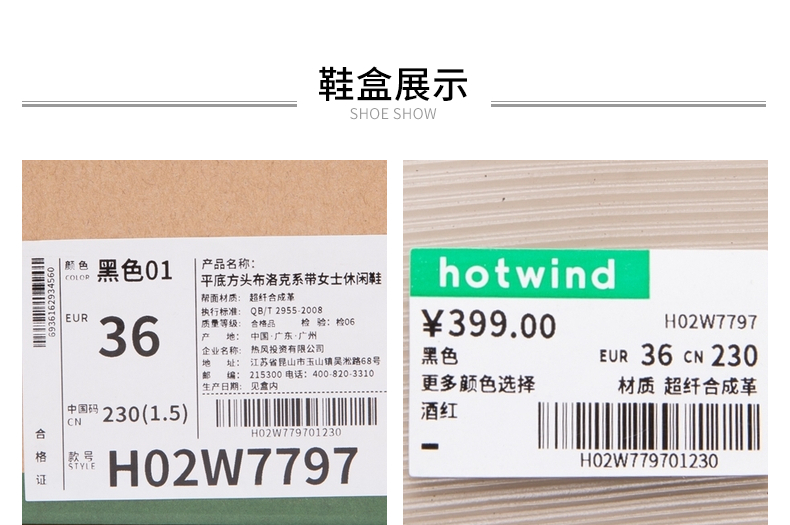 鞋盒展示
SHOE SHOW
6936162934560
合格证
颜色 黑色01
COLOR
EUR 36
中国码 230(1.5)
CN
产品名称:
平底方头布洛克系带女士休闲鞋
帮面材质: 超纤合成革
执行标准: QB/T 2955-2008
质量等级: 合格品 检 验: 检06
产 地: 中国·广东·广州
企业名称: 热风投资有限公司
地 址: 江苏省昆山市玉山镇吴淞路68号
邮 编: 215300 电话: 400-820-3310
生产日期: 见盒内
H02W779701230
款号 H02W7797
STYLE
hotwind
¥399.00
H02W7797
黑色 EUR 36 CN 230
更多颜色选择 材质 超纤合成革
酒红
H02W779701230